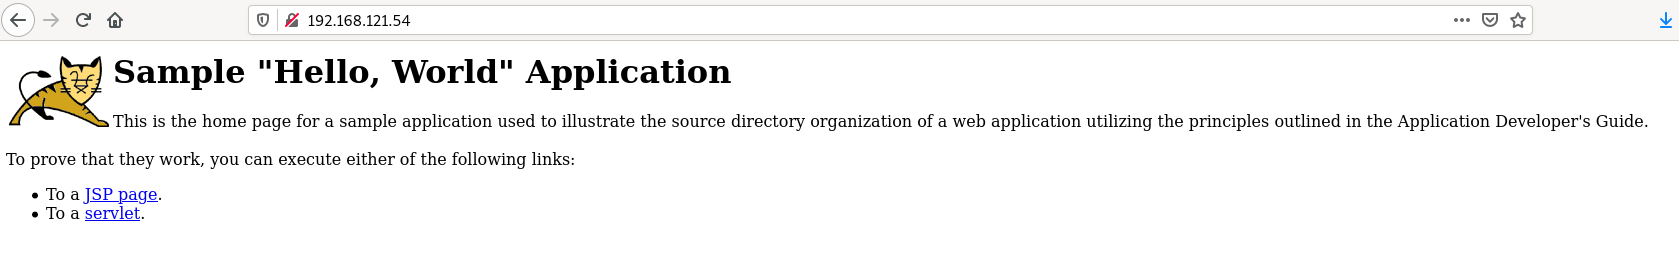 192.168.121.54
Sample "Hello, World" Application
This is the home page for a sample application used to illustrate the source directory organization of a web application utilizing the principles outlined in the Application Developer's Guide.
To prove that they work, you can execute either of the following links:
• To a JSP page.
• To a servlet.